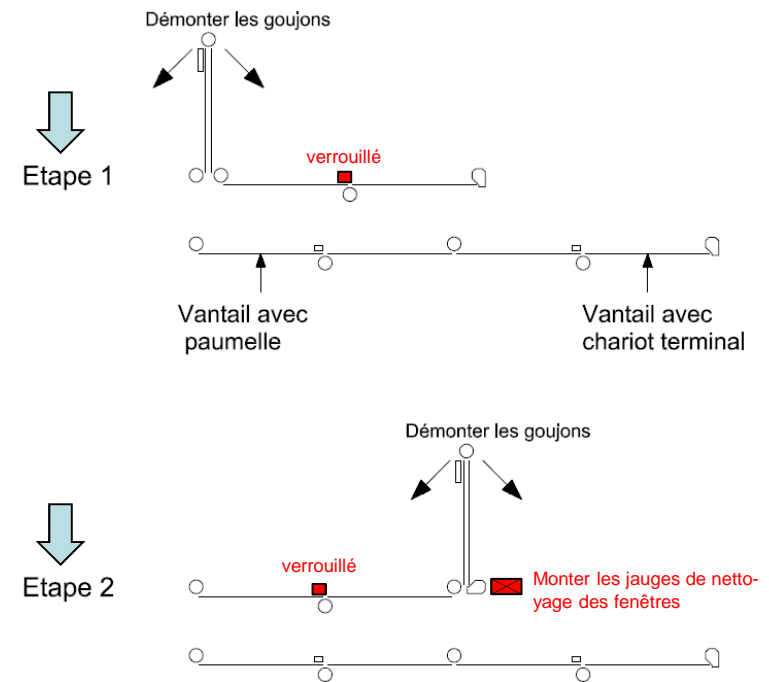 Démonter les goujons
Etape 1
verrouillé
Vantail avec
paumelle
Vantail avec
chariot terminal
Démonter les goujons
Etape 2
verrouillé
Monter les jauges de netto-
yage des fenêtres